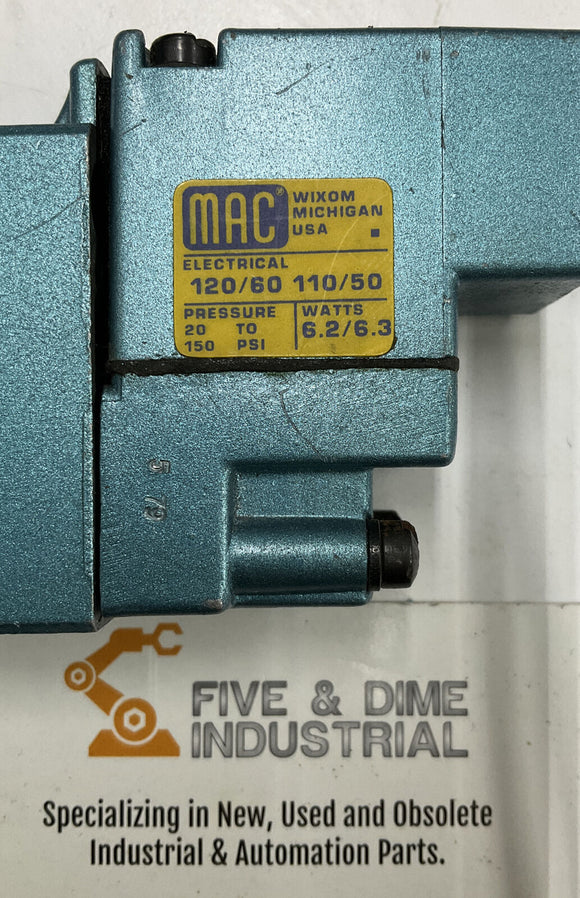 MAC® WIXOM
MICHIGAN
USA
ELECTRICAL
120/60 110/50
PRESSURE
20 TO
150 PSI
WATTS
6.2/6.3
FIVE & DIME
INDUSTRIAL
Specializing in New, Used and Obsolete
Industrial & Automation Parts.